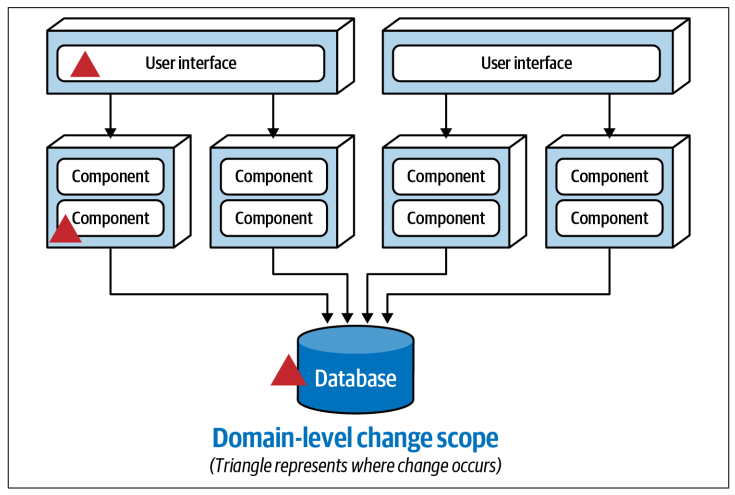 User interface
User interface
Component
Component
Component
Component
Component
Component
Component
Component
Database
Domain-level change scope
(Triangle represents where change occurs)